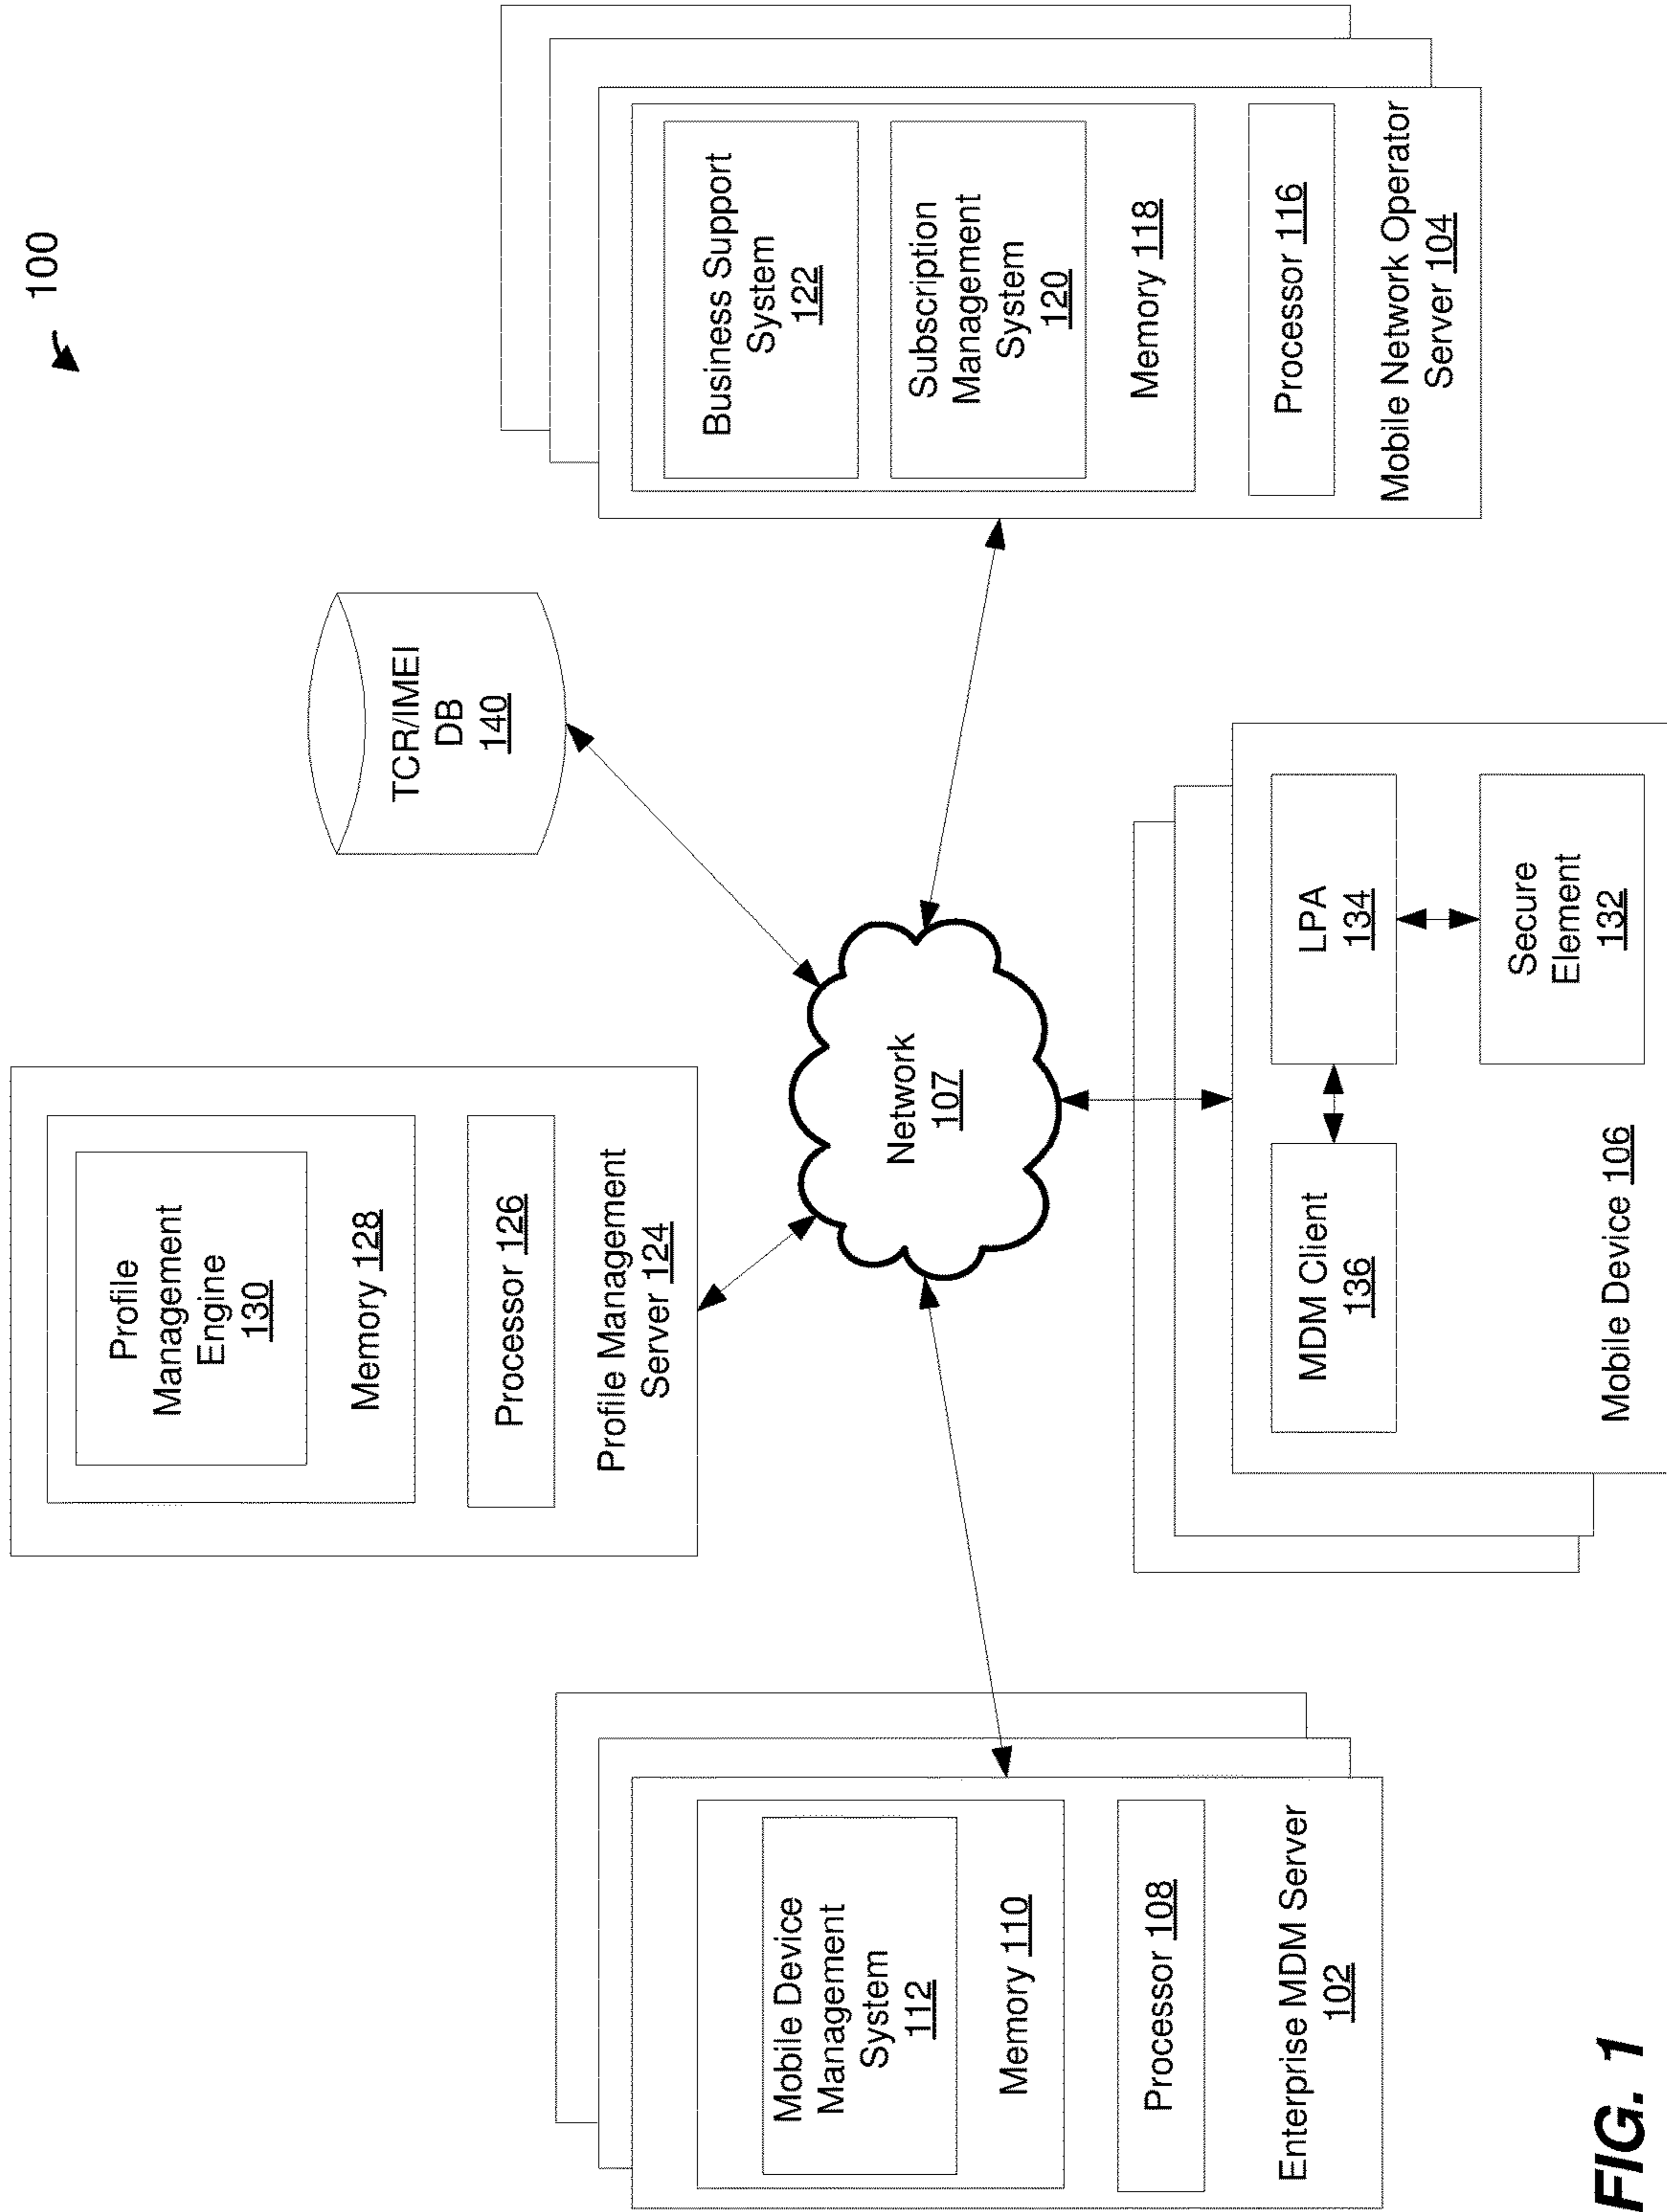 100
Profile
Management
Engine
130
Memory 128
Processor 126
Profile Management
Server 124
TCR/IMEI
DB
140
Mobile Device
Management
System
112
Memory 110
Processor 108
Enterprise MDM Server
102
Network
107
Business Support
System
122
Subscription
Management
System
120
Memory 118
Processor 116
Mobile Network Operator
Server 104
MDM Client
136
LPA
134
Secure
Element
132
Mobile Device 106
FIG. 1